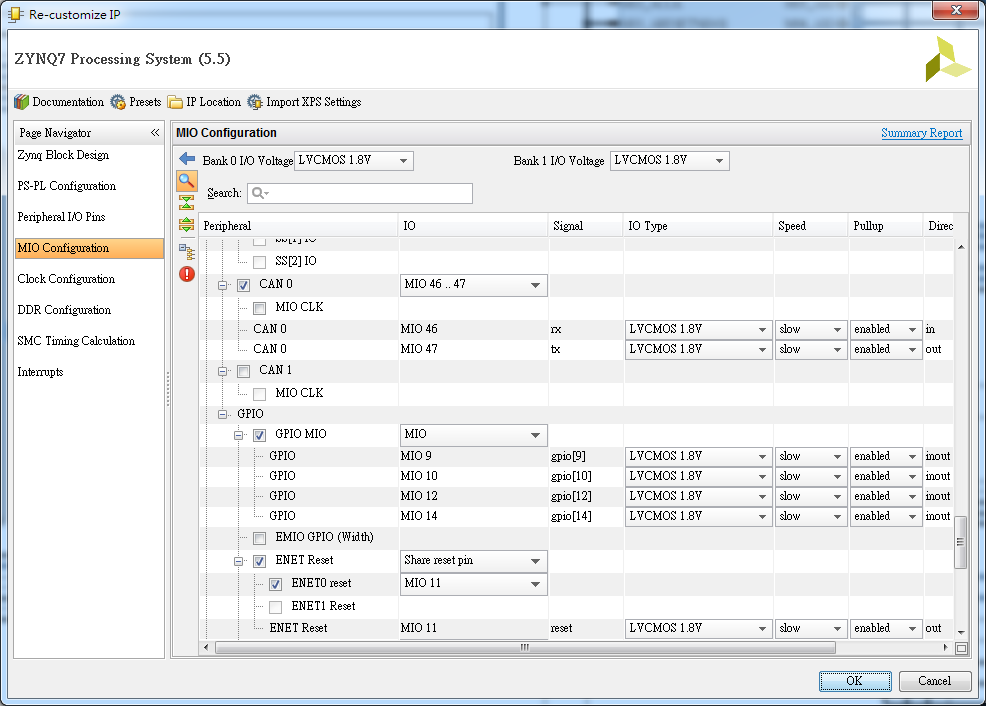 Re-customize IP
ZYNQ7 Processing System (5.5)
Documentation Presets IP Location Import XPS Settings
Page Navigator «
Zynq Block Design
PS-PL Configuration
Peripheral I/O Pins
MIO Configuration
Clock Configuration
DDR Configuration
SMC Timing Calculation
Interrupts
MIO Configuration Summary Report
Bank 0 I/O Voltage LVCMOS 1.8V Bank 1 I/O Voltage LVCMOS 1.8V
Search:
Peripheral IO Signal IO Type Speed Pullup Direc
SS[1] IO
SS[2] IO
CAN 0 MIO 46 .. 47
MIO CLK
CAN 0 MIO 46 rx LVCMOS 1.8V slow enabled in
CAN 0 MIO 47 tx LVCMOS 1.8V slow enabled out
CAN 1
MIO CLK
GPIO
GPIO MIO MIO
GPIO MIO 9 gpio[9] LVCMOS 1.8V slow enabled inout
GPIO MIO 10 gpio[10] LVCMOS 1.8V slow enabled inout
GPIO MIO 12 gpio[12] LVCMOS 1.8V slow enabled inout
GPIO MIO 14 gpio[14] LVCMOS 1.8V slow enabled inout
EMIO GPIO (Width)
ENET Reset Share reset pin
ENET0 reset MIO 11
ENET1 Reset
ENET Reset MIO 11 reset LVCMOS 1.8V slow enabled out
OK Cancel